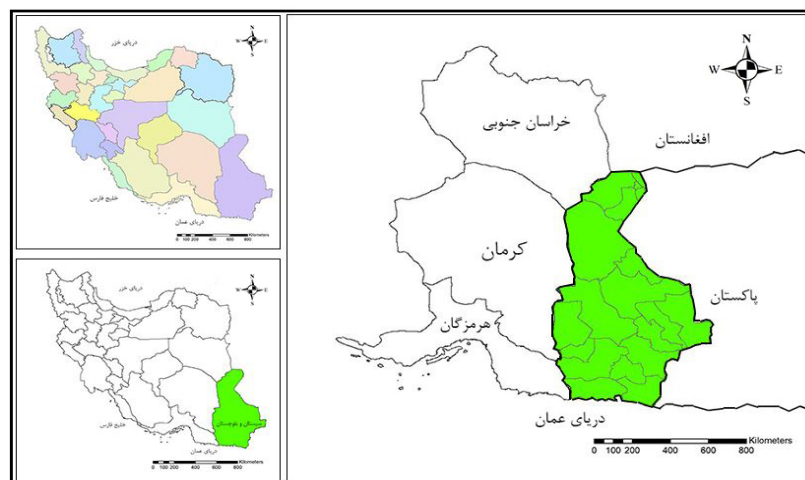 دریای خزر
N
W E
S
خلیج فارس
دریای عمان
Kilometers
0 100 200 400 600 800
دریای خزر
N
W E
S
سیستان و بلوچستان
خلیج فارس
دریای عمان
Kilometers
0 100 200 400 600 800
N
W E
S
خراسان جنوبی
افغانستان
کرمان
پاکستان
هرمزگان
دریای عمان
Kilometers
0 50 100 200 400 600 800